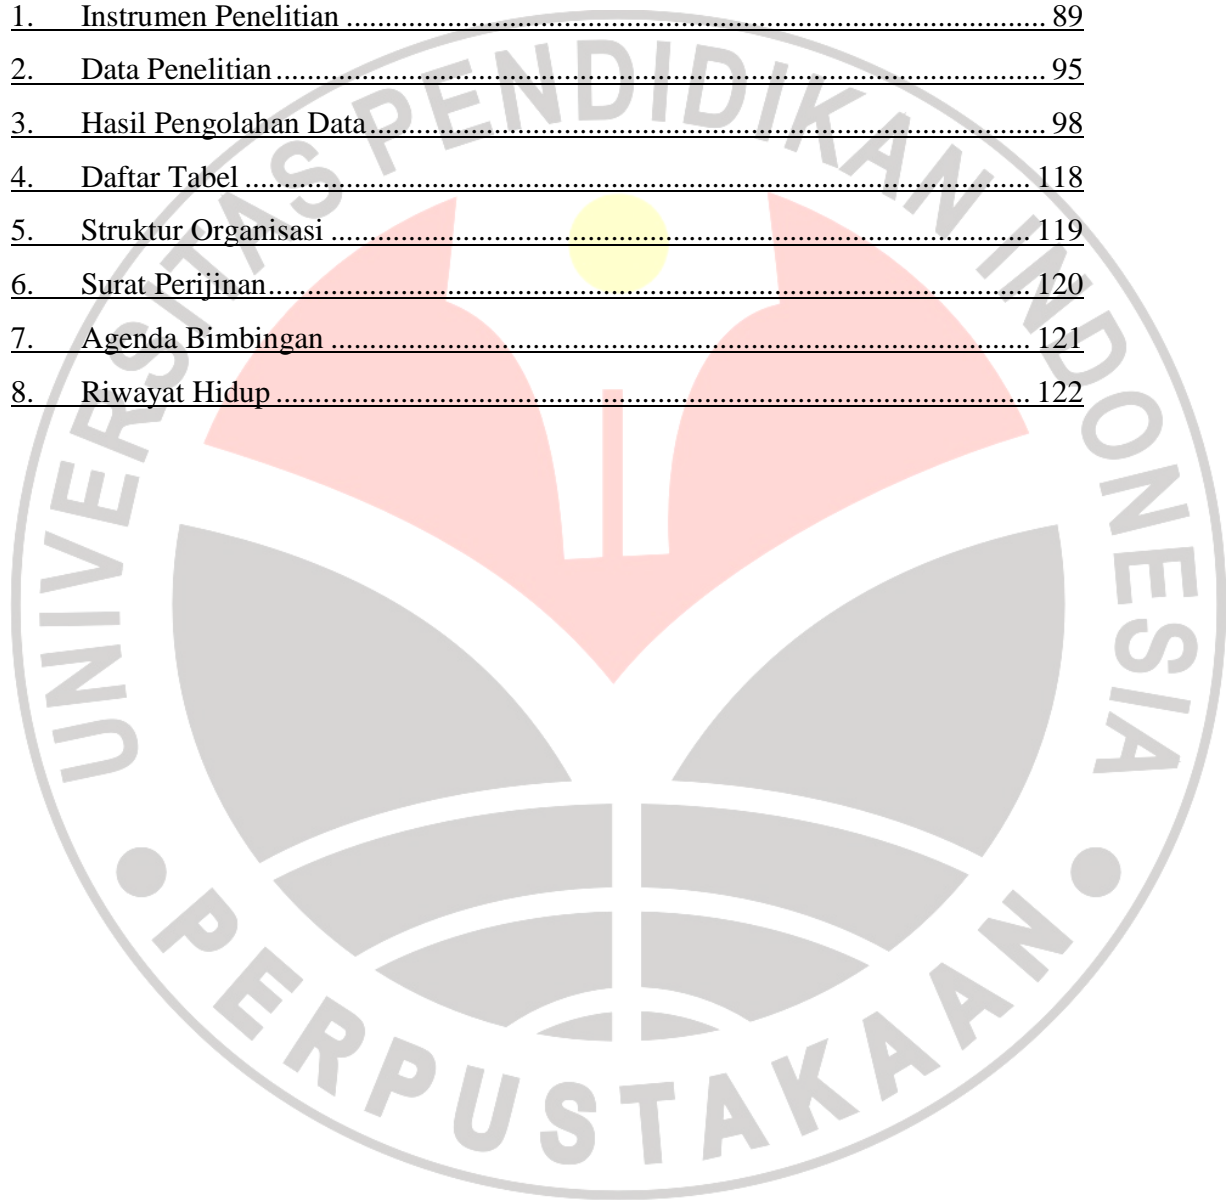 1. Instrumen Penelitian ........................................................................................... 89
2. Data Penelitian .................................................................................................... 95
3. Hasil Pengolahan Data ........................................................................................ 98
4. Daftar Tabel ...................................................................................................... 118
5. Struktur Organisasi ........................................................................................... 119
6. Surat Perijinan ................................................................................................... 120
7. Agenda Bimbingan ........................................................................................... 121
8. Riwayat Hidup .................................................................................................. 122
UNIVERSITAS PENDIDIKAN INDONESIA
PERPUSTAKAAN